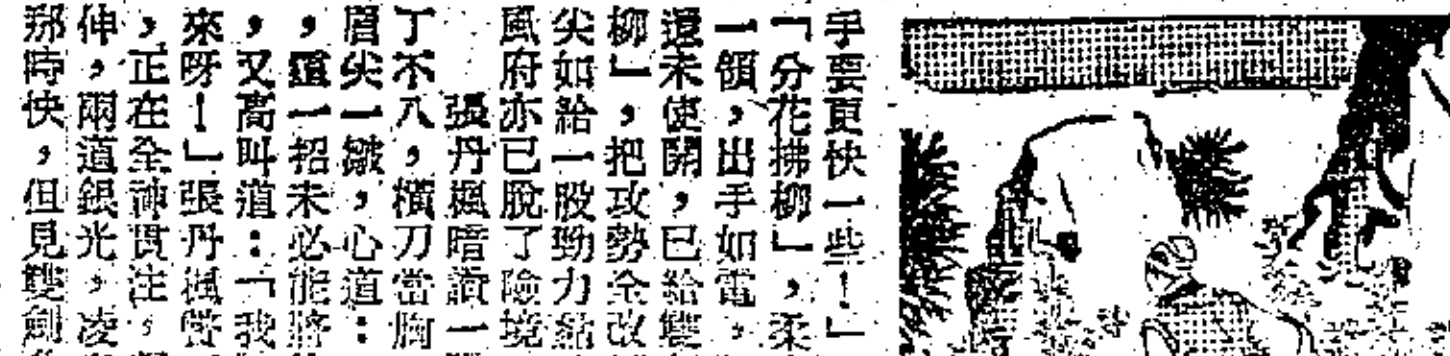 手要更快一些！」
「分花拂柳」，柔
一領，出手如電，
還未使開，已給雙
柳」，把攻勢全改
尖如給一股勁力黏
風府亦已脫了險境
張丹楓暗讚一
丁不八，橫刀當胸
眉尖一皺，心道：
，這一招未必能將
，又高叫道：「我
來呀！」張丹楓聲
，正在全神貫注，
伸，兩道銀光，凌
那時快，但見雙劍